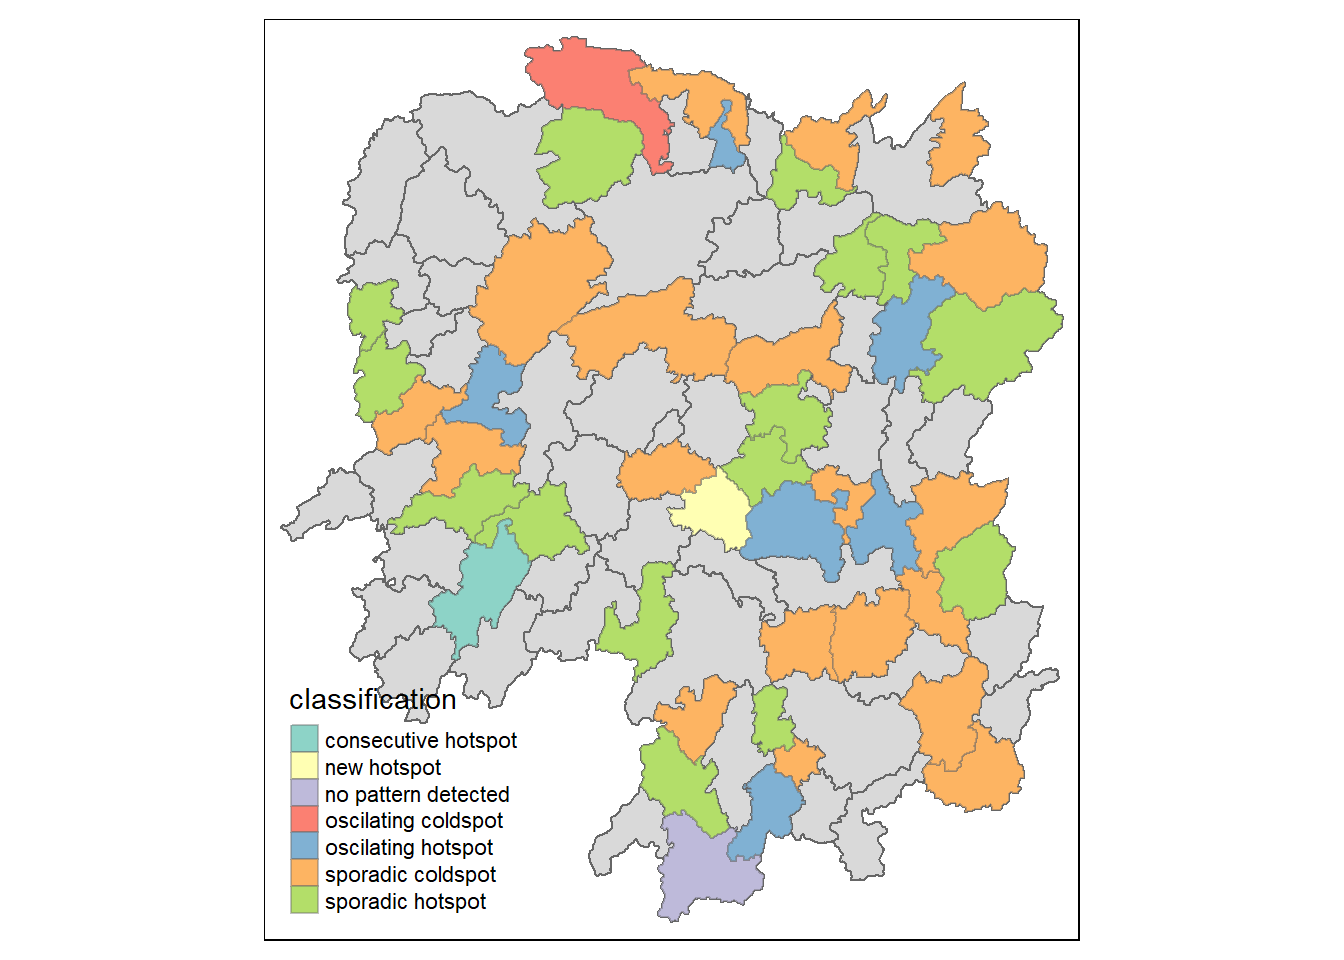 classification
consecutive hotspot
new hotspot
no pattern detected
oscilating coldspot
oscilating hotspot
sporadic coldspot
sporadic hotspot